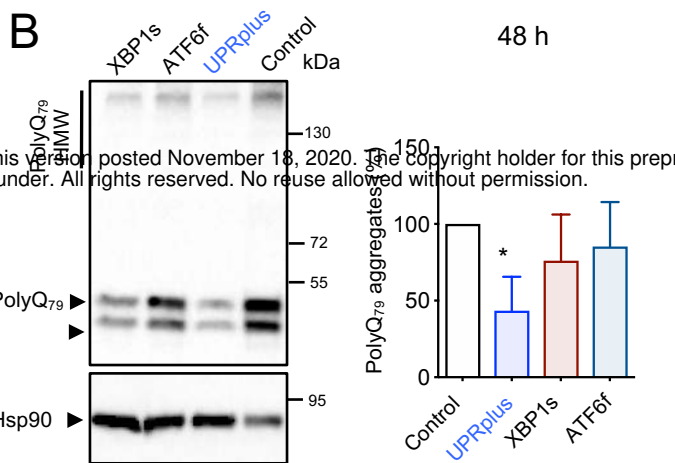 B
XBP1s
ATF6f
UPRplus
Control
kDa
48 h
PolyQ79
HMW
130
his version posted November 18, 2020. The copyright holder for this prepr
under. All rights reserved. No reuse allowed without permission.
72
55
PolyQ79
95
Hsp90
PolyQ79 aggregates (%)
150
100
50
0
*
Control
UPRplus
XBP1s
ATF6f